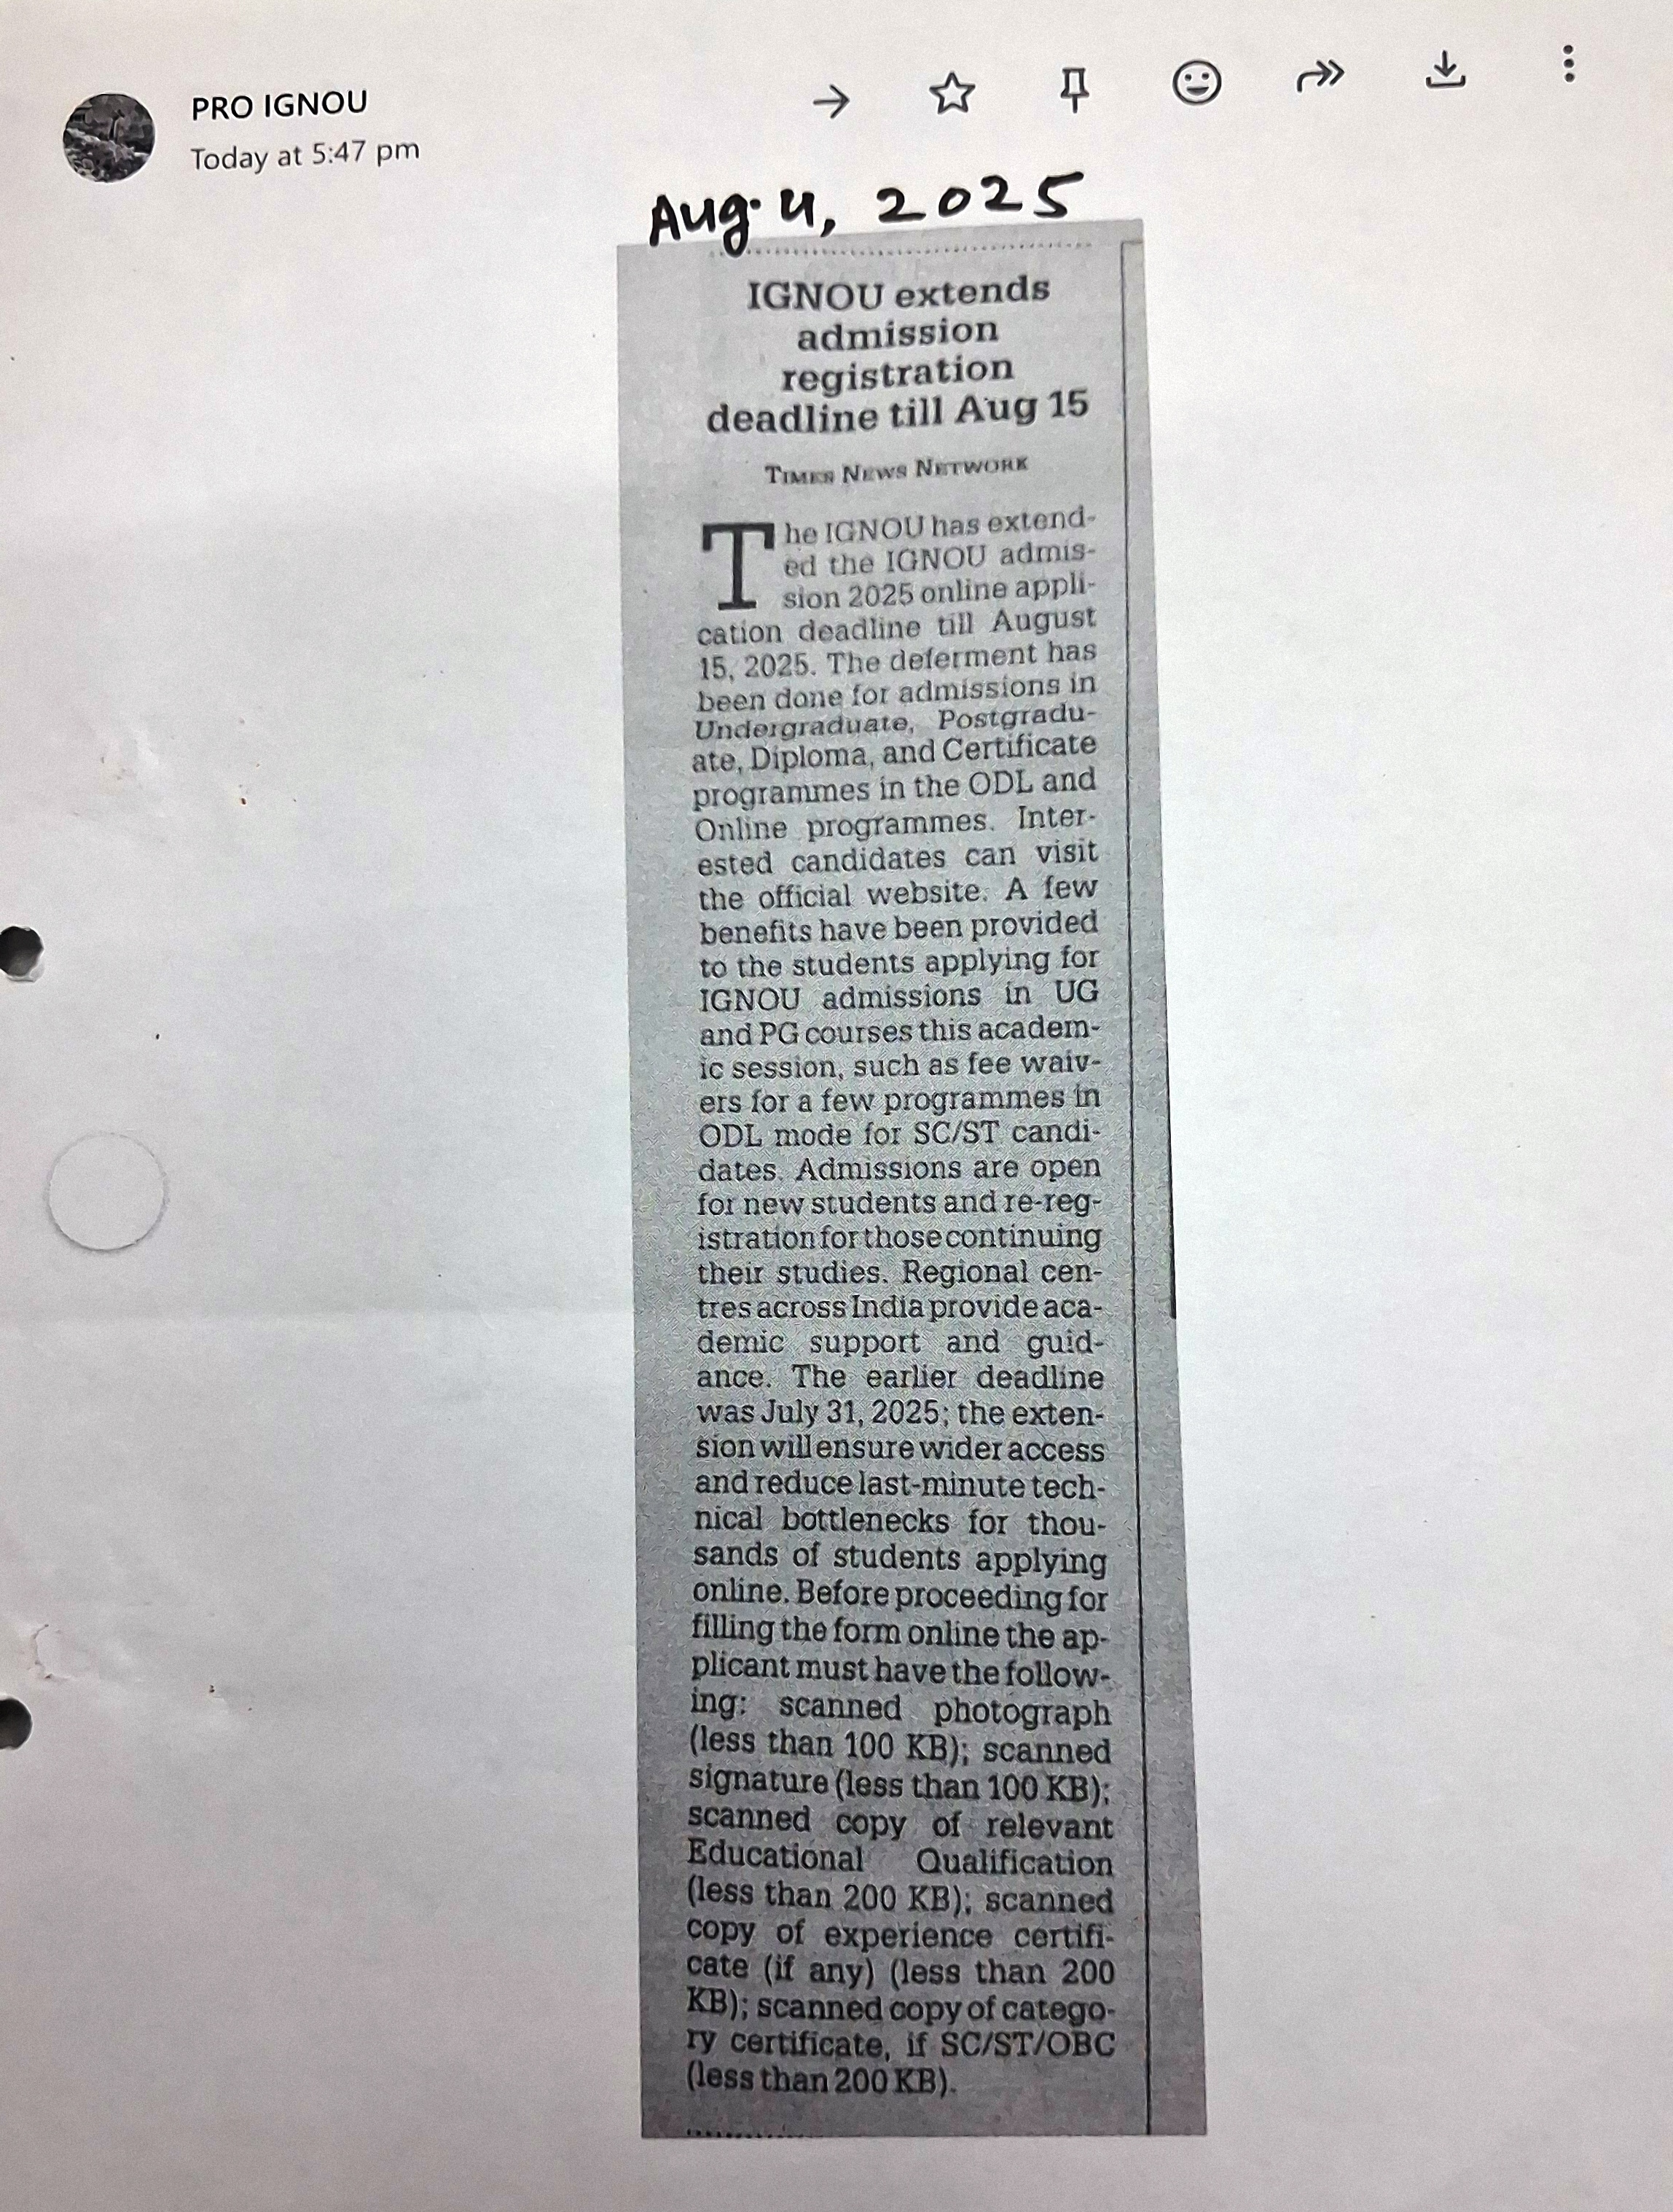 PRO IGNOU
Today at 5:47 pm
Aug. 4, 2025
IGNOU extends
admission
registration
deadline till Aug 15
TIMES NEWS NETWORK
The IGNOU has extend-
ed the IGNOU admis-
sion 2025 online appli-
cation deadline till August
15, 2025. The deferment has
been done for admissions in
Undergraduate, Postgradu-
ate, Diploma, and Certificate
programmes in the ODL and
Online programmes. Inter-
ested candidates can visit
the official website. A few
benefits have been provided
to the students applying for
IGNOU admissions in UG
and PG courses this academ-
ic session, such as fee waiv-
ers for a few programmes in
ODL mode for SC/ST candi-
dates. Admissions are open
for new students and re-reg-
istration for those continuing
their studies. Regional cen-
tres across India provide aca-
demic support and guid-
ance. The earlier deadline
was July 31, 2025; the exten-
sion will ensure wider access
and reduce last-minute tech-
nical bottlenecks for thou-
sands of students applying
online. Before proceeding for
filling the form online the ap-
plicant must have the follow-
ing: scanned photograph
(less than 100 KB); scanned
signature (less than 100 KB);
scanned copy of relevant
Educational Qualification
(less than 200 KB); scanned
copy of experience certifi-
cate (if any) (less than 200
KB); scanned copy of catego-
ry certificate, if SC/ST/OBC
(less than 200 KB).